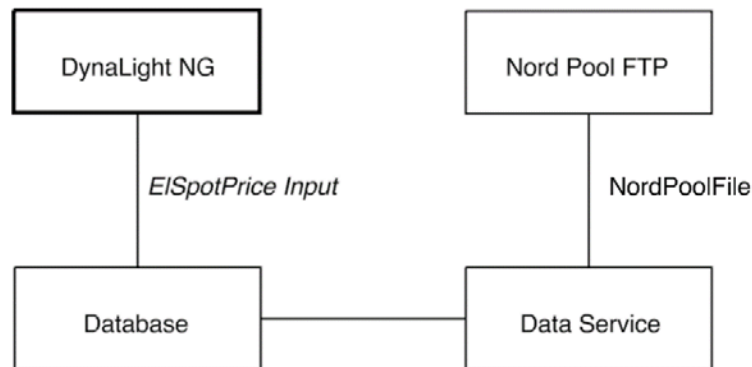 DynaLight NG
Nord Pool FTP
ElSpotPrice Input
NordPoolFile
Database
Data Service